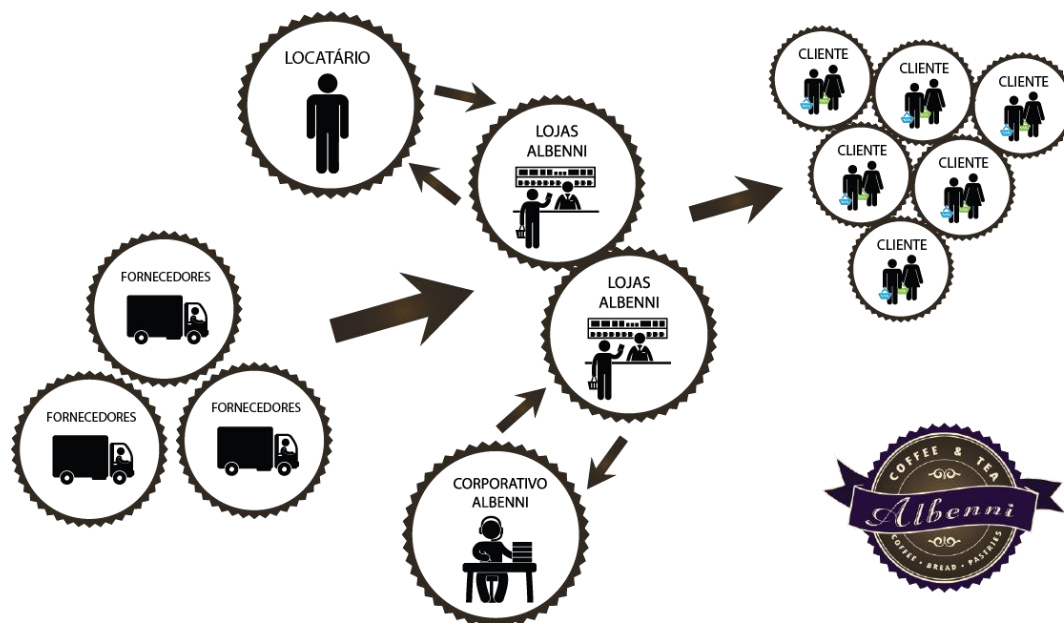 LOCATÁRIO
LOJAS
ALBENNI
CLIENTE
CLIENTE
CLIENTE
CLIENTE
CLIENTE
CLIENTE
FORNECEDORES
FORNECEDORES
FORNECEDORES
LOJAS
ALBENNI
CORPORATIVO
ALBENNI
COFFEE & TEA
Albenni
COFFEE • BREAD • PASTRIES